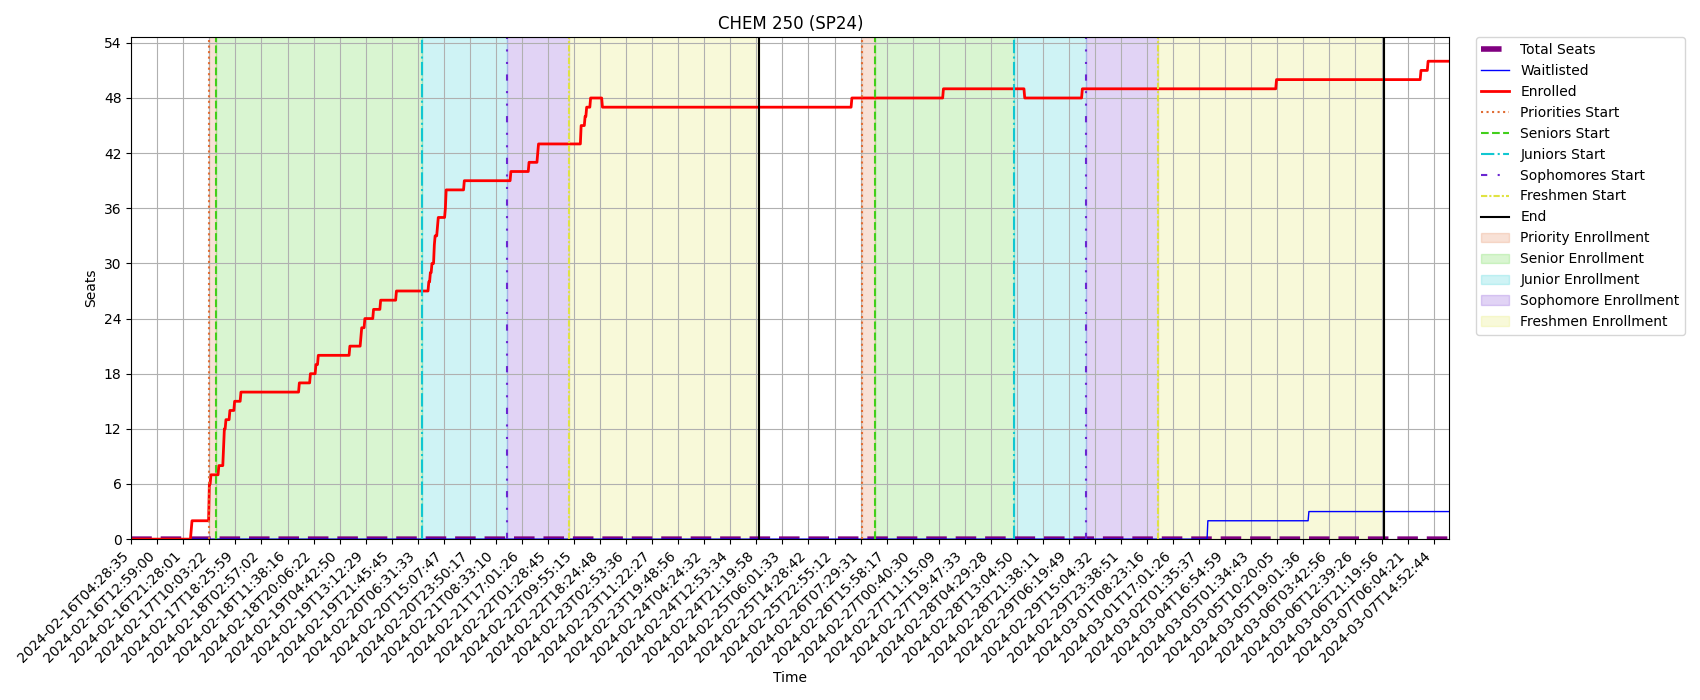 CHEM 250 (SP24)
54
48
42
36
30
24
18
12
6
0
Seats
2024-02-16T04:28:35
2024-02-16T12:59:00
2024-02-16T21:28:01
2024-02-17T10:03:22
2024-02-17T18:25:59
2024-02-18T02:57:02
2024-02-18T11:38:16
2024-02-18T20:06:22
2024-02-19T04:42:50
2024-02-19T13:12:29
2024-02-19T21:45:45
2024-02-20T06:31:33
2024-02-20T15:07:47
2024-02-20T23:50:17
2024-02-21T08:33:10
2024-02-21T17:01:26
2024-02-22T01:28:45
2024-02-22T09:55:15
2024-02-22T18:24:48
2024-02-23T02:53:36
2024-02-23T11:22:27
2024-02-23T19:48:56
2024-02-24T04:24:32
2024-02-24T12:53:34
2024-02-24T21:19:58
2024-02-25T06:01:33
2024-02-25T14:28:42
2024-02-25T22:55:12
2024-02-26T07:29:31
2024-02-26T15:58:17
2024-02-27T00:40:30
2024-02-27T11:15:09
2024-02-27T19:47:33
2024-02-28T04:29:28
2024-02-28T13:04:50
2024-02-28T21:38:11
2024-02-29T06:19:49
2024-02-29T15:04:32
2024-02-29T23:38:51
2024-03-01T08:23:16
2024-03-01T17:01:26
2024-03-02T01:35:37
2024-03-04T16:54:59
2024-03-05T01:34:43
2024-03-05T10:20:05
2024-03-05T19:01:36
2024-03-06T03:42:56
2024-03-06T12:39:26
2024-03-06T21:19:56
2024-03-07T06:04:21
2024-03-07T14:52:44
Time
Total Seats
Waitlisted
Enrolled
Priorities Start
Seniors Start
Juniors Start
Sophomores Start
Freshmen Start
End
Priority Enrollment
Senior Enrollment
Junior Enrollment
Sophomore Enrollment
Freshmen Enrollment